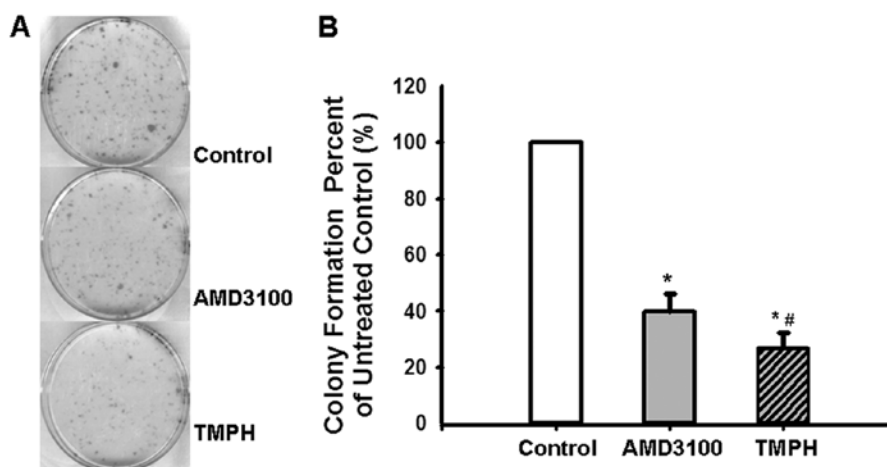 A
Control
AMD3100
TMPH
B
Colony Formation Percent
of Untreated Control (%)
120
100
80
60
40
20
0
*
* #
Control AMD3100 TMPH